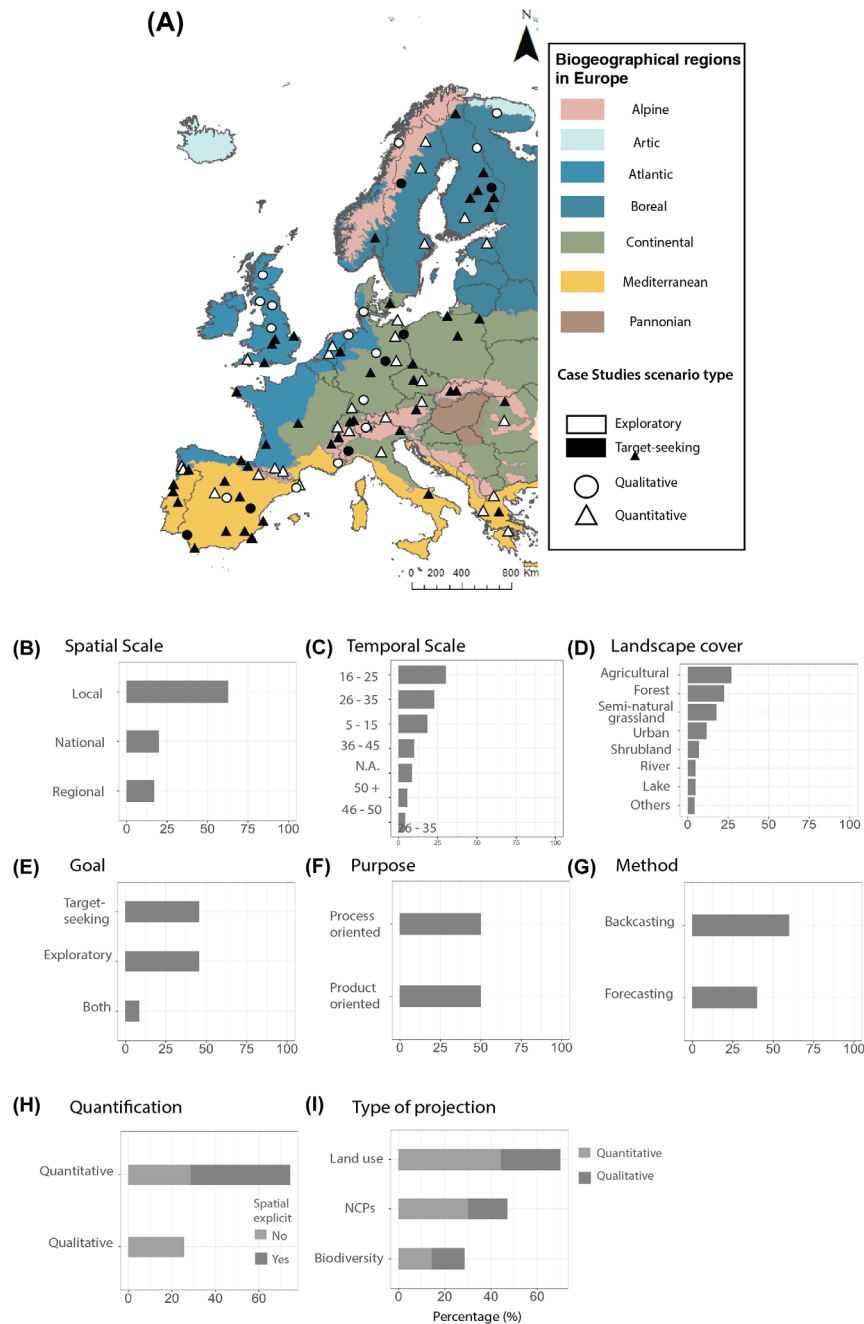 (A)
N
Biogeographical regions
in Europe
Alpine
Artic
Atlantic
Boreal
Continental
Mediterranean
Pannonian
Case Studies scenario type
Exploratory
Target-seeking
Qualitative
Quantitative
0 120 400 800 Km
(B) Spatial Scale
Local
National
Regional
0 25 50 75 100
(C) Temporal Scale
16 - 25
26 - 35
5 - 15
36 - 45
N.A.
50 +
46 - 50
26 - 35
0 25 50 75 100
(D) Landscape cover
Agricultural
Forest
Semi-natural
grassland
Urban
Shrubland
River
Lake
Others
0 25 50 75 100
(E) Goal
Target-
seeking
Exploratory
Both
0 25 50 75 100
(F) Purpose
Process
oriented
Product
oriented
0 25 50 75 100
(G) Method
Backcasting
Forecasting
0 25 50 75 100
(H) Quantification
Quantitative
Qualitative
Spatial
explicit
No
Yes
0 20 40 60
(I) Type of projection
Land use
NCPs
Biodiversity
0 20 40 60
Percentage (%)
Quantitative
Qualitative